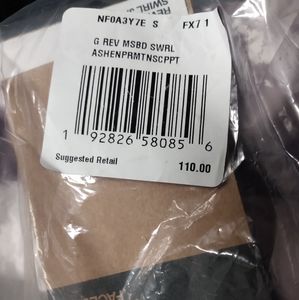 NF0A3Y7E S FX7 1
G REV MSBD SWRL
ASHENPRMTNSCPPT
1 92826 58085 6
Suggested Retail 110.00